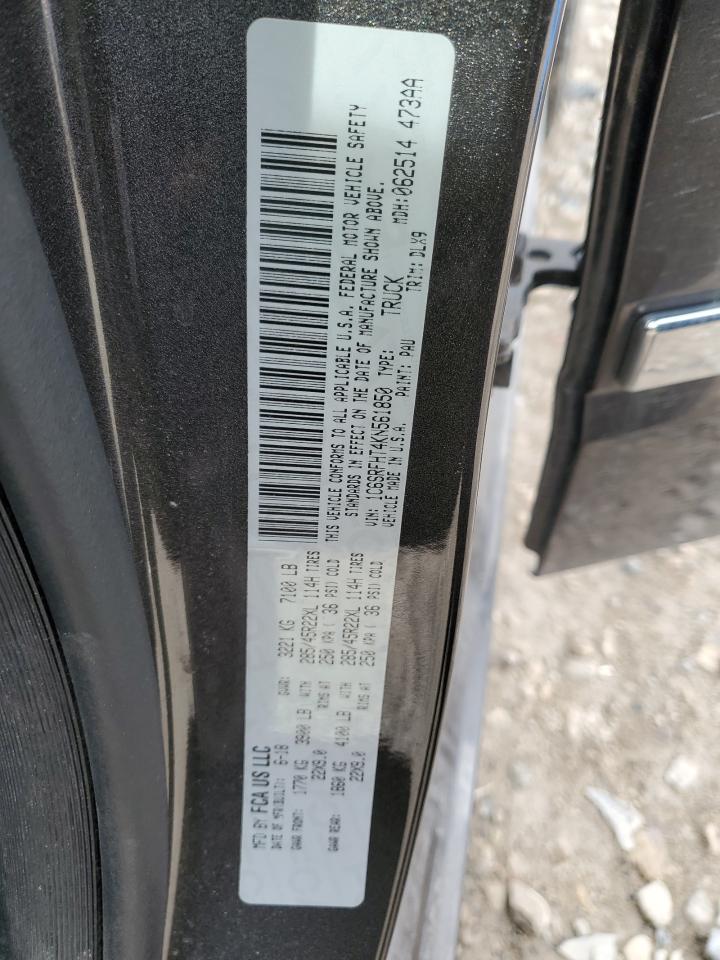 MFD BY FCA US LLC
DATE OF MFR(BUILT): 6-18 GVWR: 3221 KG 7100 LB
GAWR FRONT: 1770 KG 3900 LB WITH 285/45R22XL 114H TIRES
22X9.0 RIMS AT 250 KPA ( 36 PSI) COLD
GAWR REAR: 1860 KG 4100 LB WITH 285/45R22XL 114H TIRES
22X9.0 RIMS AT 250 KPA ( 36 PSI) COLD
THIS VEHICLE CONFORMS TO ALL APPLICABLE U.S.A. FEDERAL MOTOR VEHICLE SAFETY
STANDARDS IN EFFECT ON THE DATE OF MANUFACTURE SHOWN ABOVE.
VIN: 1C6SRFHT4KN561850 TYPE: TRUCK MDH:062514 473AA
VEHICLE MADE IN U.S.A. PAINT: PAU TRIM: DLX9